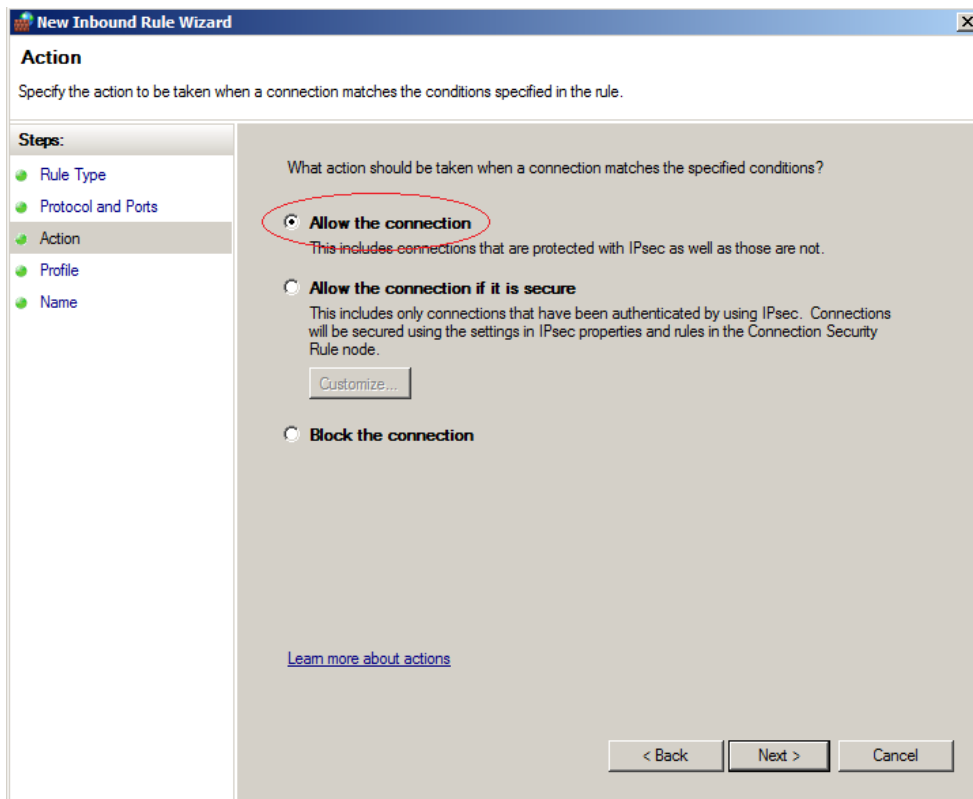 New Inbound Rule Wizard
Action
Specify the action to be taken when a connection matches the conditions specified in the rule.
Steps:
Rule Type
Protocol and Ports
Action
Profile
Name
What action should be taken when a connection matches the specified conditions?
Allow the connection
This includes connections that are protected with IPsec as well as those are not.
Allow the connection if it is secure
This includes only connections that have been authenticated by using IPsec. Connections
will be secured using the settings in IPsec properties and rules in the Connection Security
Rule node.
Customize...
Block the connection
Learn more about actions
< Back
Next >
Cancel